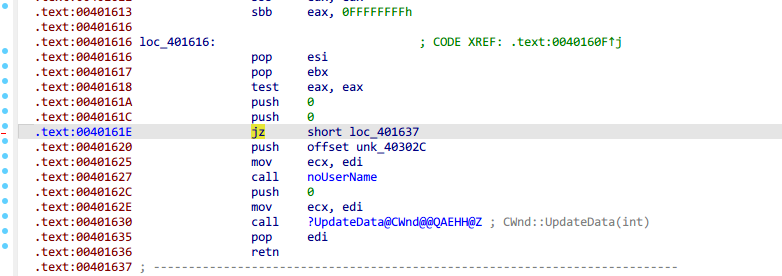 .text:00401613 sbb eax, 0FFFFFFFFh
.text:00401616
.text:00401616 loc_401616: ; CODE XREF: .text:0040160F↑j
.text:00401616 pop esi
.text:00401617 pop ebx
.text:00401618 test eax, eax
.text:0040161A push 0
.text:0040161C push 0
.text:0040161E jz short loc_401637
.text:00401620 push offset unk_40302C
.text:00401625 mov ecx, edi
.text:00401627 call noUserName
.text:0040162C push 0
.text:0040162E mov ecx, edi
.text:00401630 call ?UpdateData@CWnd@@QAEHH@Z ; CWnd::UpdateData(int)
.text:00401635 pop edi
.text:00401636 retn
.text:00401637 ; ---------------------------------------------------------------------------